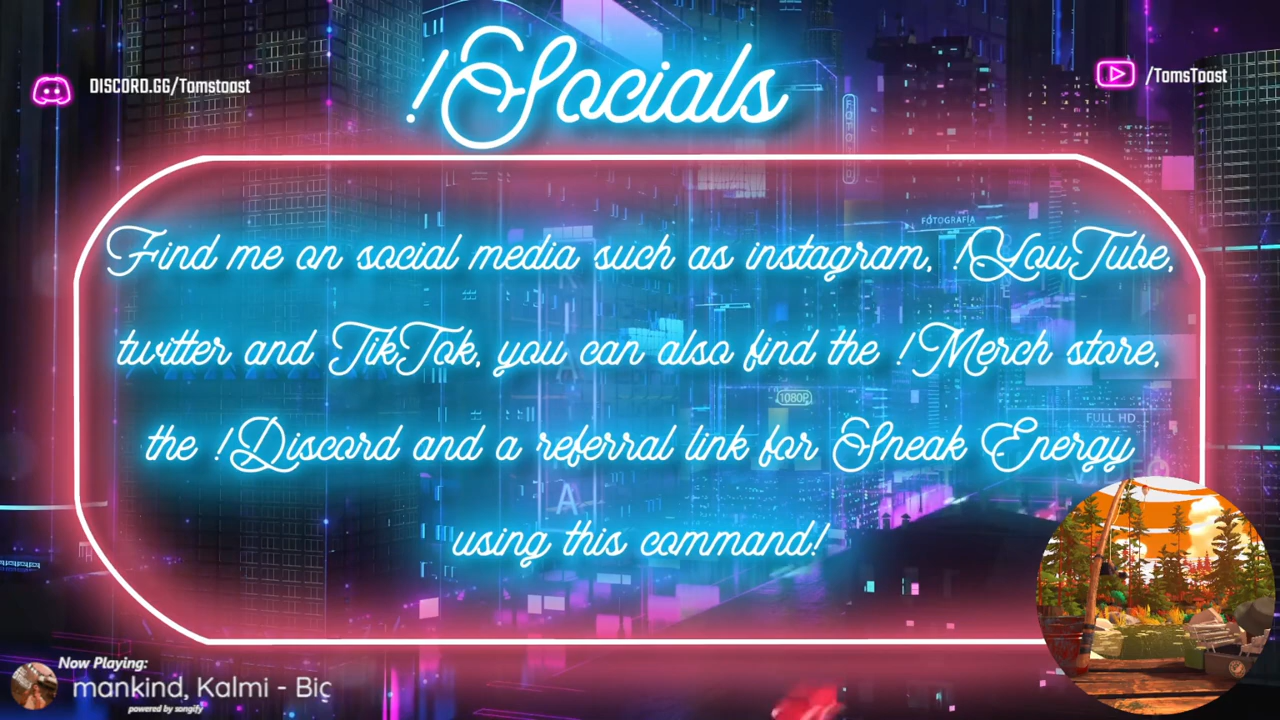 !Socials
DISCORD.GG/Tomstoast
/TamsToast
FOTOGRAFIA
Find me on social media such as instagram, !YouTube,
twitter and TikTok, you can also find the !Merch store,
1080P
FULL HD
the !Discord and a referral link for Sneak Energy
using this command!
Now Playing:
mankind, Kalmi - Big
powered by songify